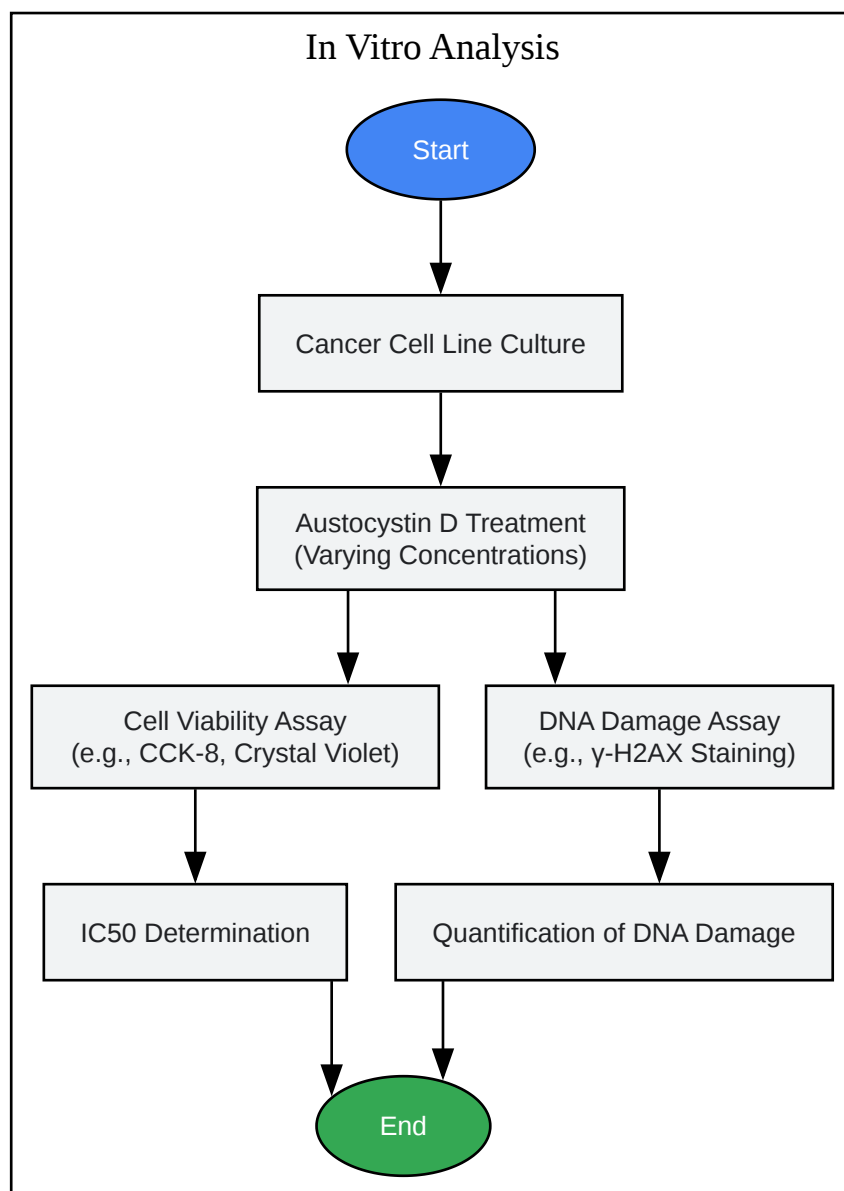 In Vitro Analysis
Start
Cancer Cell Line Culture
Austocystin D Treatment
(Varying Concentrations)
Cell Viability Assay
(e.g., CCK-8, Crystal Violet)
DNA Damage Assay
(e.g., γ-H2AX Staining)
IC50 Determination
Quantification of DNA Damage
End